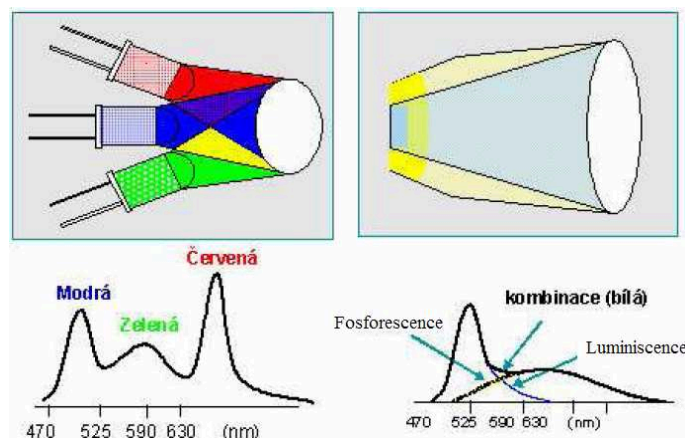 Červená
Modrá
Zelená
470 525 590 630 (nm)
kombinace (bílá)
Fosforescence
Luminiscence
470 525 590 630 (nm)